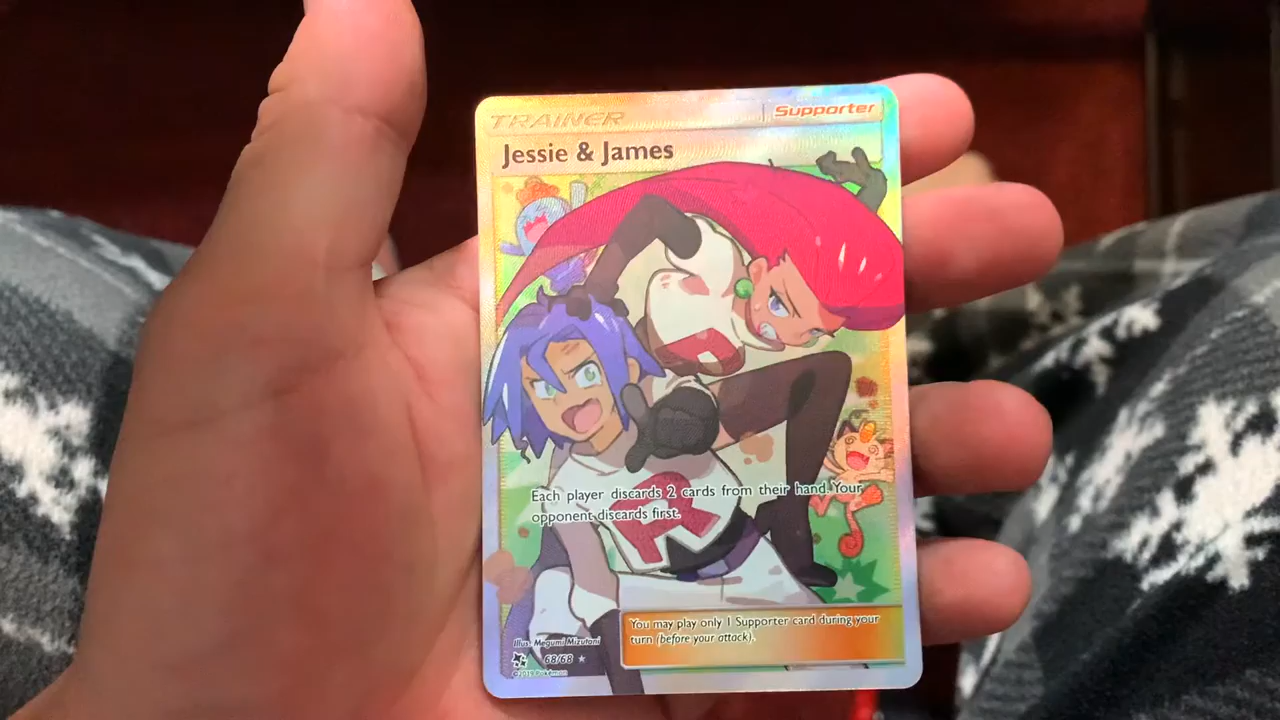 TRAINER
Supporter
Jessie & James
R
R
Each player discards 2 cards from their hand. Your
opponent discards first.
You may play only 1 Supporter card during your
turn (before your attack).
Illus. Megumi Mizutani
68/68
©2019 Pokémon